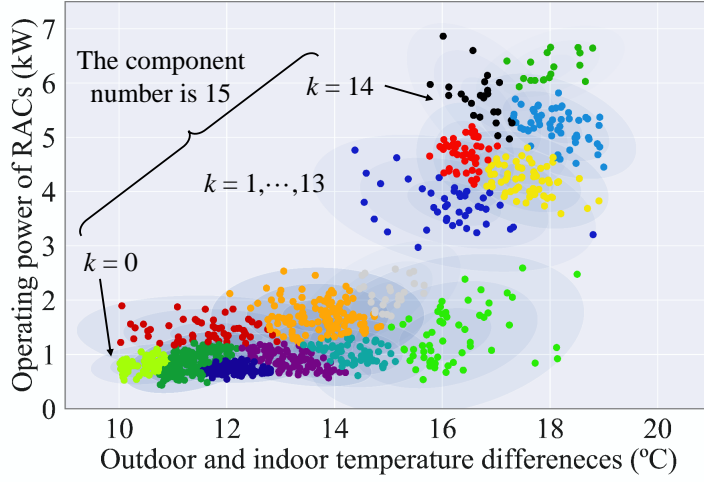 7
6
5
4
3
2
1
0
Operating power of RACs (kW)
The component
number is 15
k = 14
k = 1,⋯,13
k = 0
10 12 14 16 18 20
Outdoor and indoor temperature differeneces (ºC)